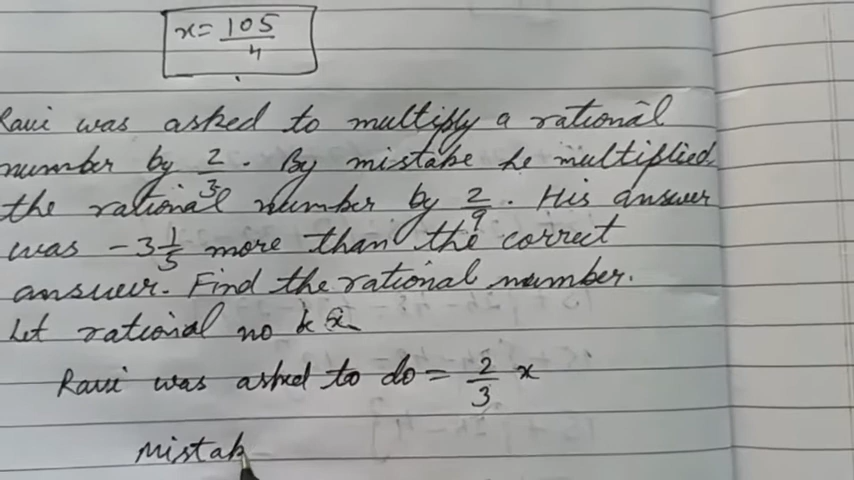 x = 105/4
Ravi was asked to multiply a rational
number by 2/3. By mistake he multiplied
the rational number by 2/9. His answer
was -3 1/5 more than the correct
answer. Find the rational number.
Let rational no be x
Ravi was asked to do = 2/3 x
Mistak